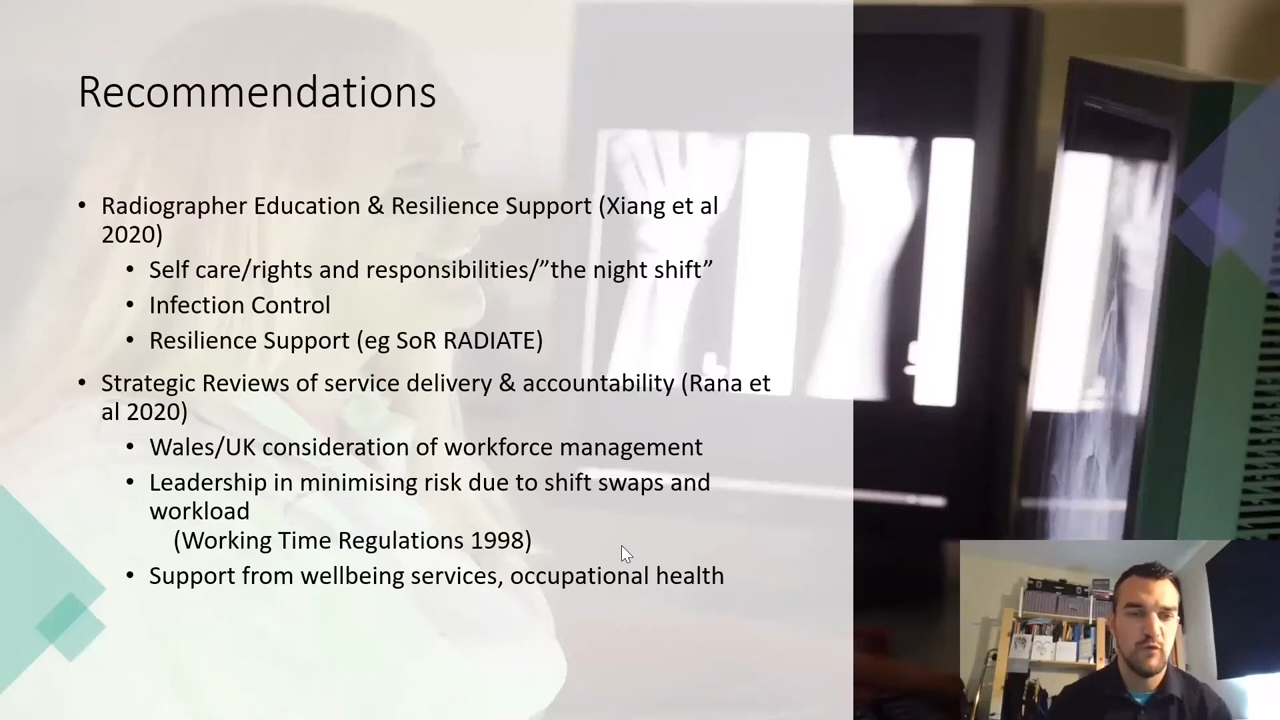 Recommendations
• Radiographer Education & Resilience Support (Xiang et al
2020)
• Self care/rights and responsibilities/”the night shift”
• Infection Control
• Resilience Support (eg SoR RADIATE)
• Strategic Reviews of service delivery & accountability (Rana et
al 2020)
• Wales/UK consideration of workforce management
• Leadership in minimising risk due to shift swaps and
workload
(Working Time Regulations 1998)
• Support from wellbeing services, occupational health